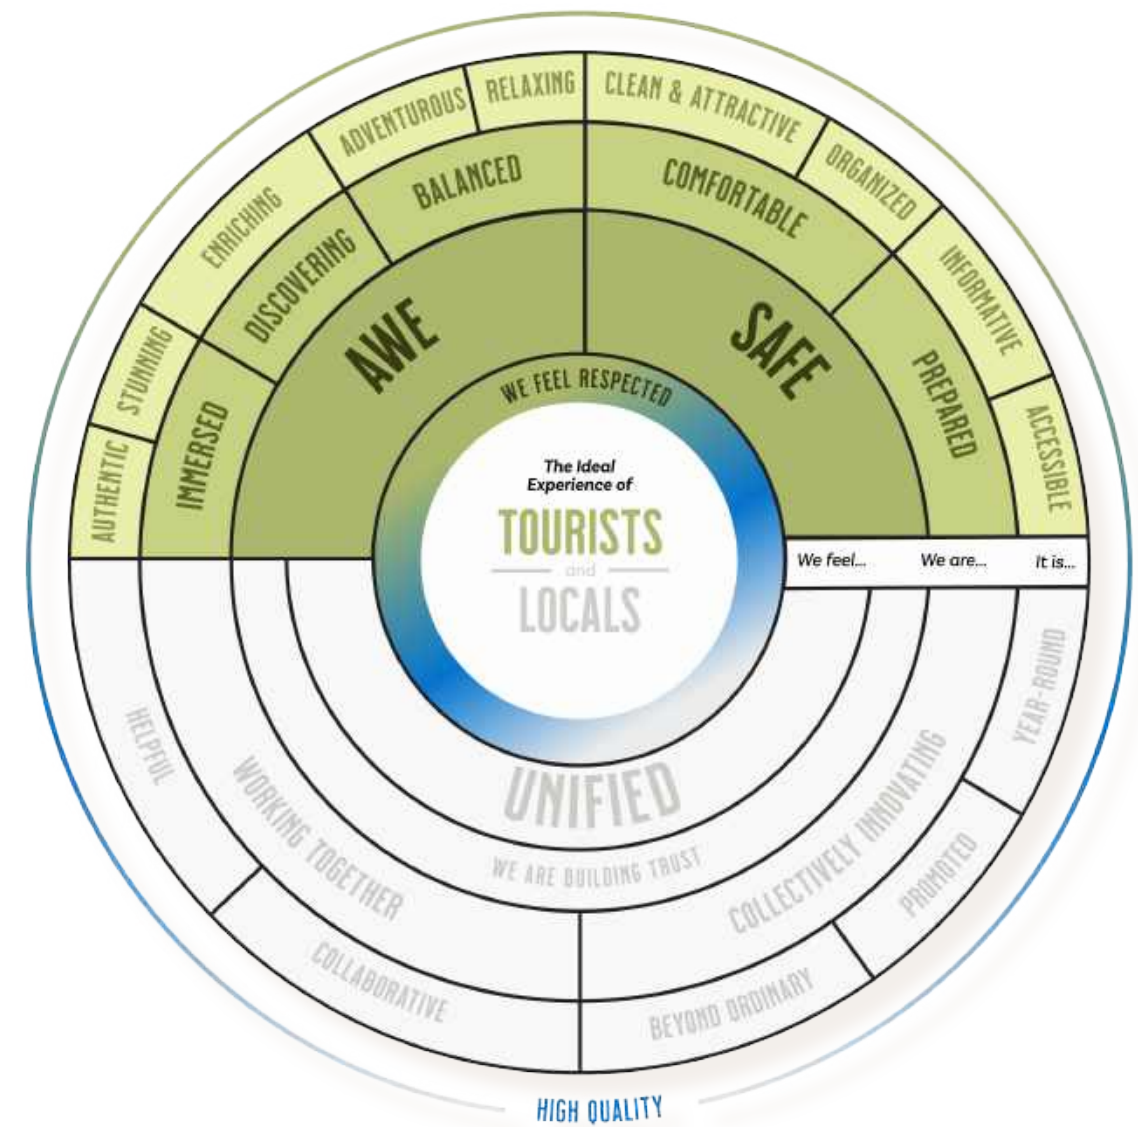 CLEAN & ATTRACTIVE
ORGANIZED
INFORMATIVE
ACCESSIBLE
RELAXING
ADVENTUROUS
ENRICHING
STUNNING
AUTHENTIC
BALANCED
DISCOVERING
IMMERSED
COMFORTABLE
PREPARED
AWE
SAFE
WE FEEL RESPECTED
The Ideal
Experience of
TOURISTS
and
LOCALS
We feel... We are... It is...
UNIFIED
WE ARE BUILDING TRUST
WORKING TOGETHER
COLLECTIVELY INNOVATING
HELPFUL
COLLABORATIVE
BEYOND ORDINARY
PROMOTED
YEAR-ROUND
HIGH QUALITY